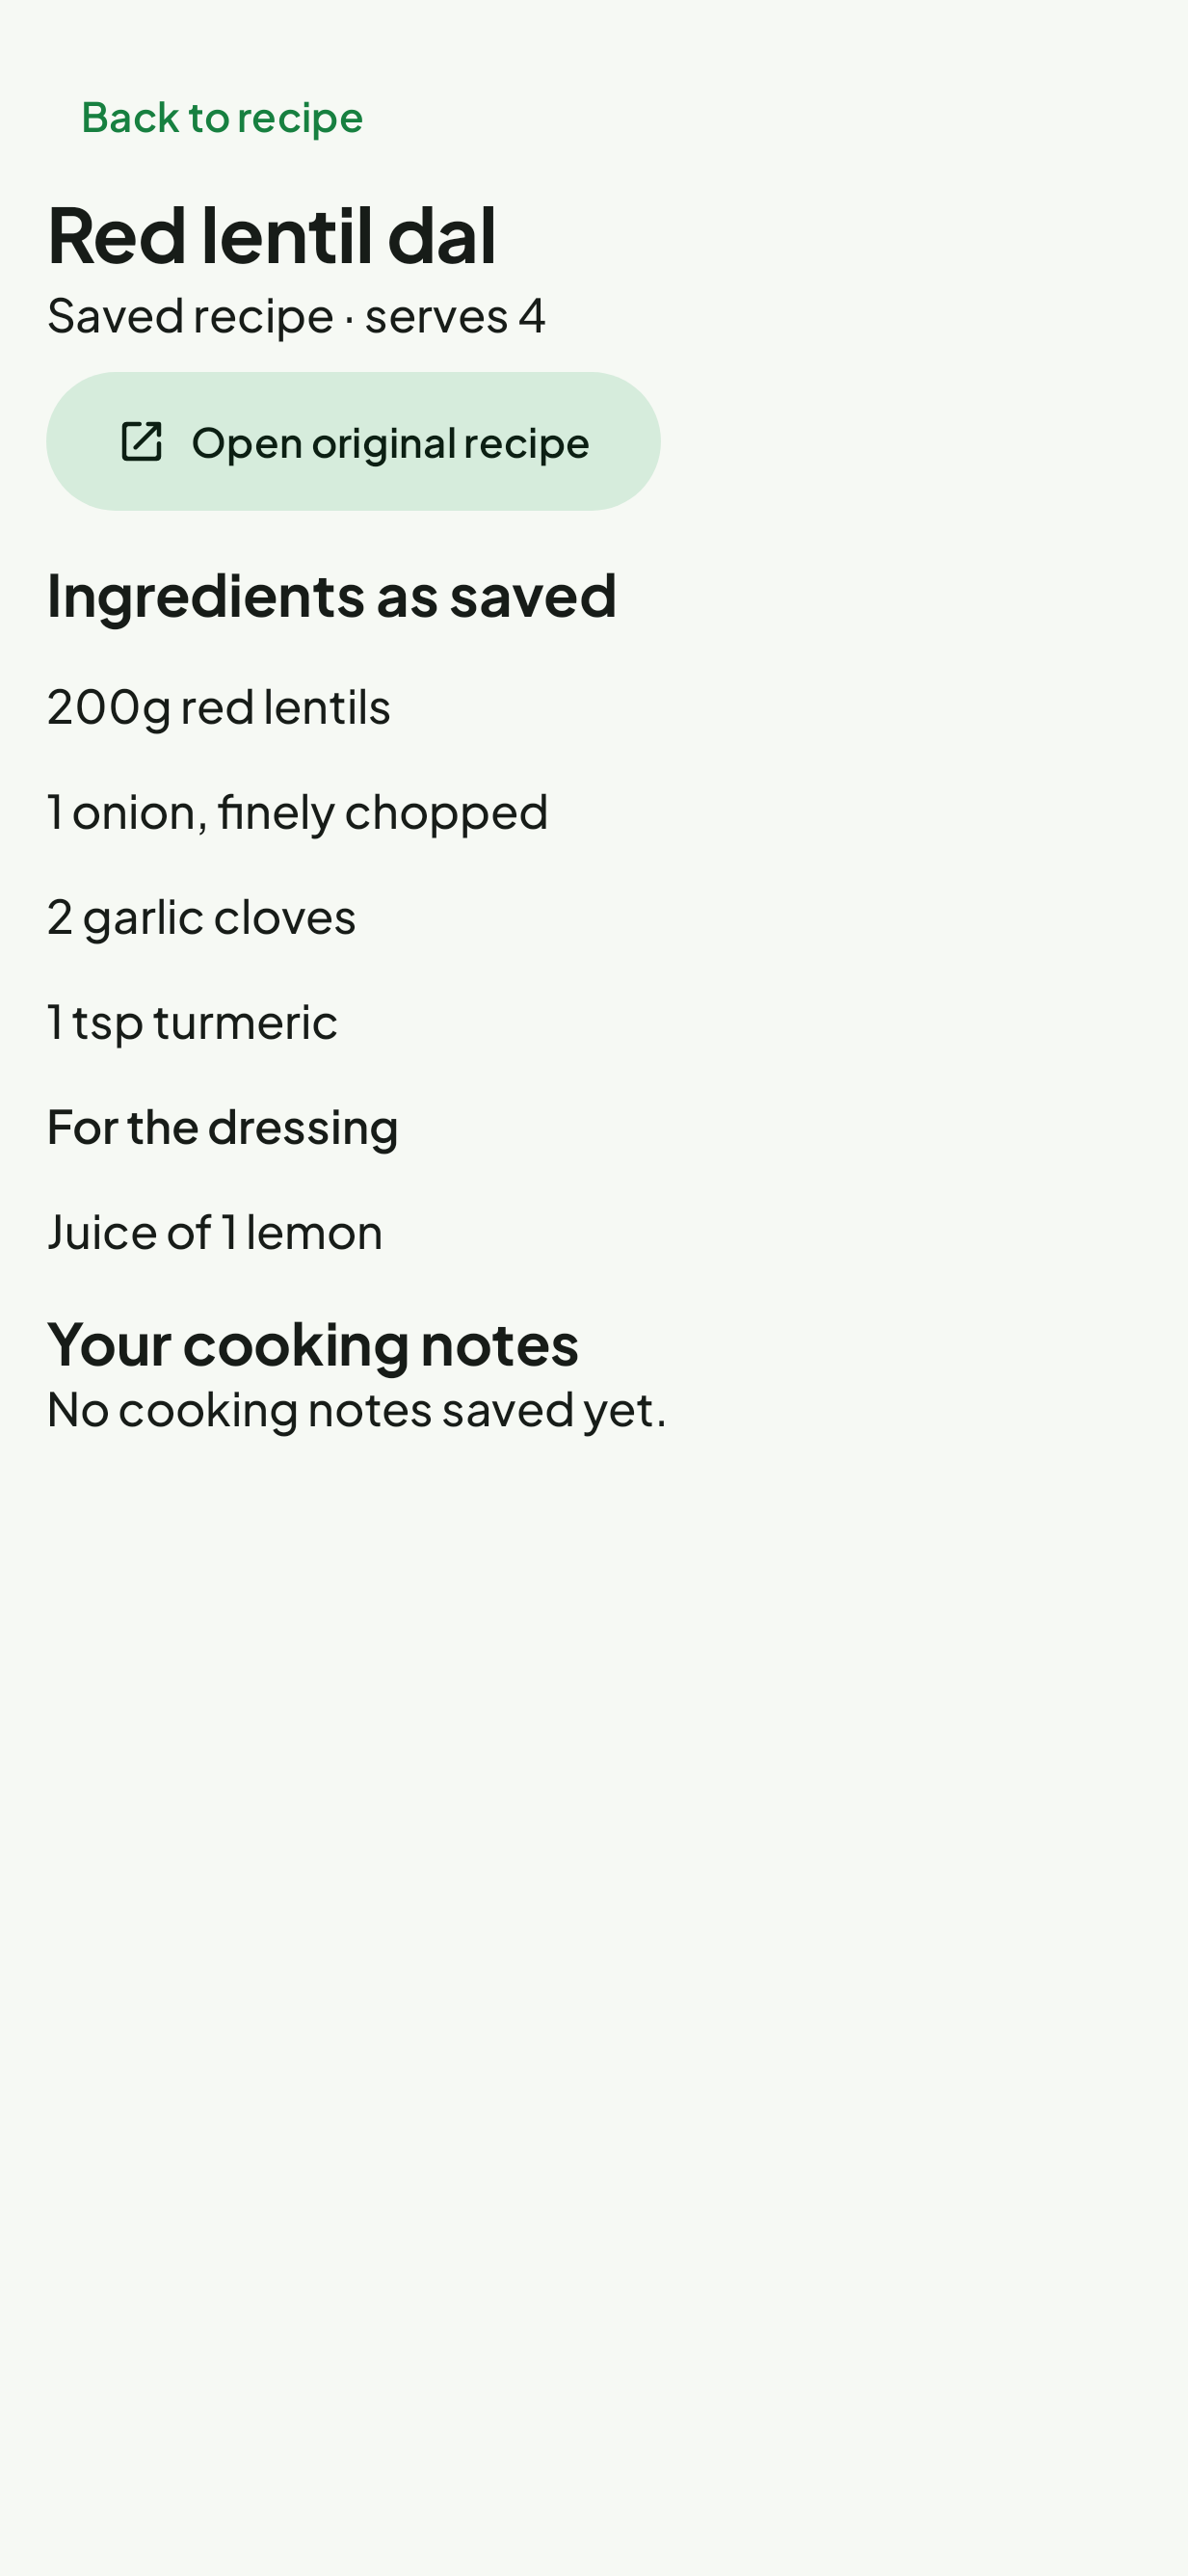 Back to recipe
Red lentil dal
Saved recipe · serves 4
Open original recipe
Ingredients as saved
200g red lentils
1 onion, finely chopped
2 garlic cloves
1 tsp turmeric
For the dressing
Juice of 1 lemon
Your cooking notes
No cooking notes saved yet.